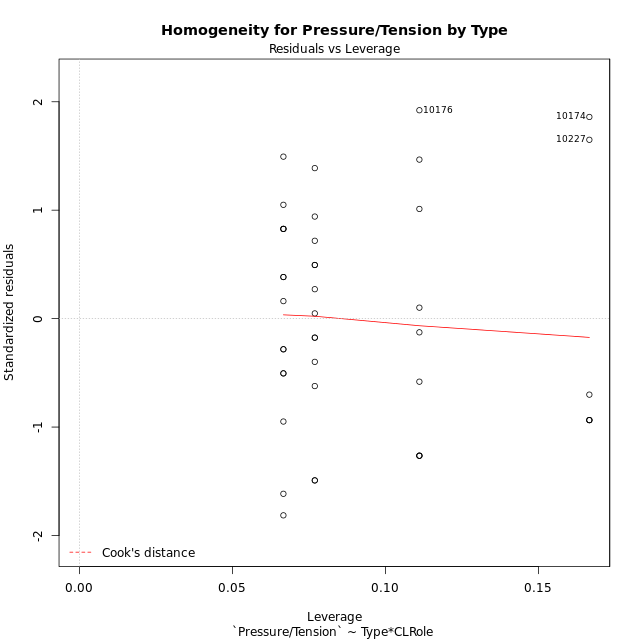 Homogeneity for Pressure/Tension by Type
Residuals vs Leverage
2
1
0
-1
-2
Standardized residuals
10176
10174
10227
Cook's distance
0.00 0.05 0.10 0.15
Leverage
`Pressure/Tension` ~ Type*CLRole